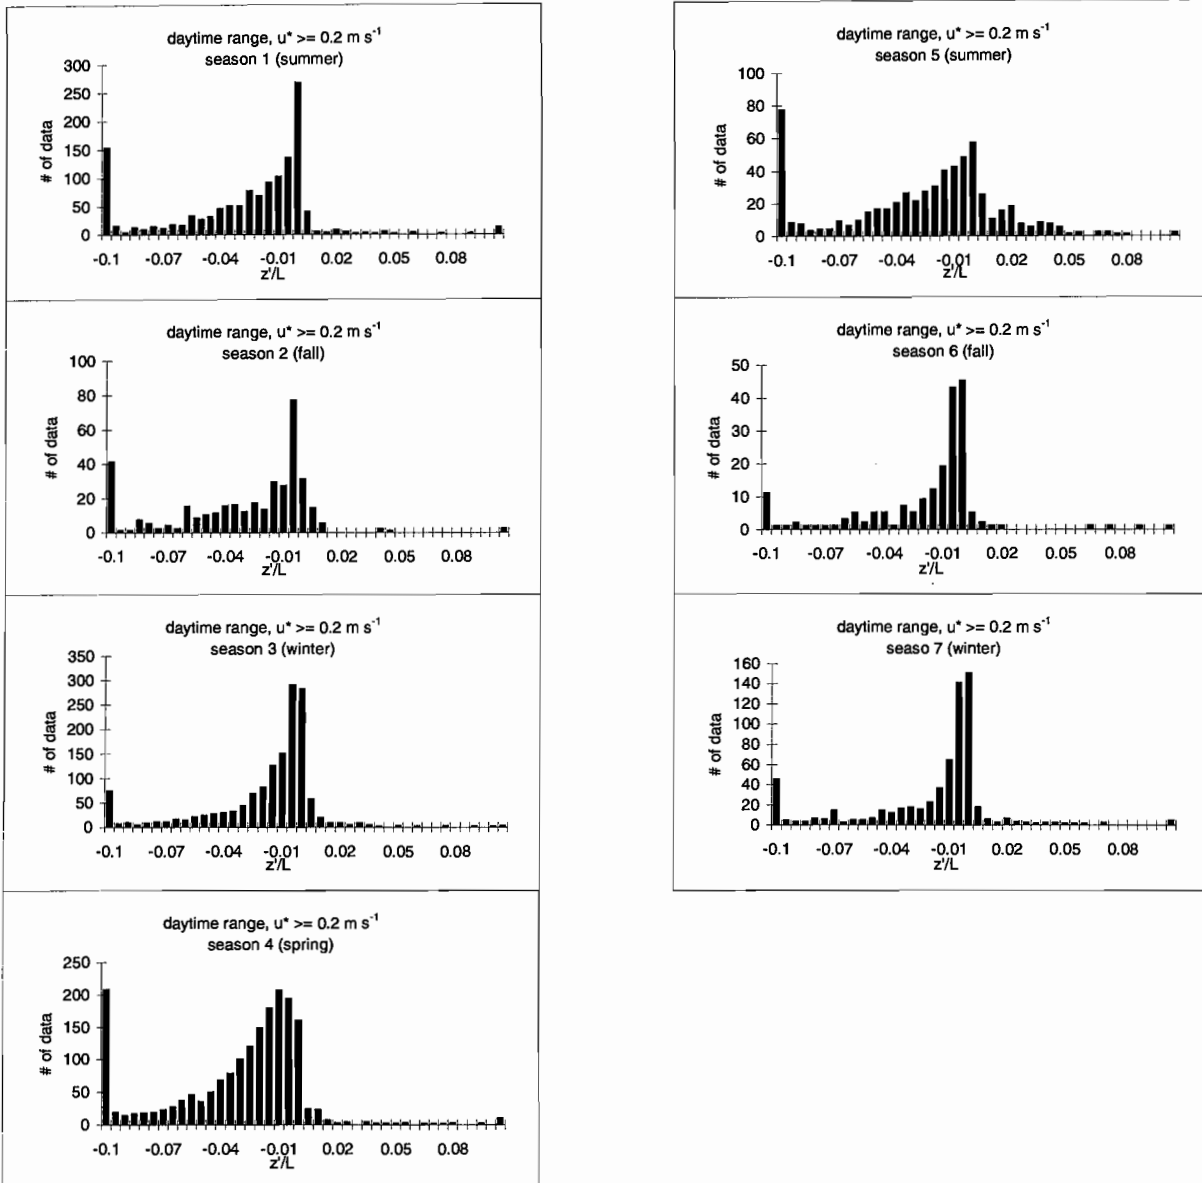 daytime range, u* >= 0.2 m s⁻¹
season 1 (summer)
300
250
200
150
100
50
0
# of data
-0.1 -0.07 -0.04 -0.01 0.02 0.05 0.08
z'/L
daytime range, u* >= 0.2 m s⁻¹
season 2 (fall)
100
80
60
40
20
0
# of data
-0.1 -0.07 -0.04 -0.01 0.02 0.05 0.08
z'/L
daytime range, u* >= 0.2 m s⁻¹
season 3 (winter)
350
300
250
200
150
100
50
0
# of data
-0.1 -0.07 -0.04 -0.01 0.02 0.05 0.08
z'/L
daytime range, u* >= 0.2 m s⁻¹
season 4 (spring)
250
200
150
100
50
0
# of data
-0.1 -0.07 -0.04 -0.01 0.02 0.05 0.08
z'/L
daytime range, u* >= 0.2 m s⁻¹
season 5 (summer)
100
80
60
40
20
0
# of data
-0.1 -0.07 -0.04 -0.01 0.02 0.05 0.08
z'/L
daytime range, u* >= 0.2 m s⁻¹
season 6 (fall)
50
40
30
20
10
0
# of data
-0.1 -0.07 -0.04 -0.01 0.02 0.05 0.08
z'/L
daytime range, u* >= 0.2 m s⁻¹
seaso 7 (winter)
160
140
120
100
80
60
40
20
0
# of data
-0.1 -0.07 -0.04 -0.01 0.02 0.05 0.08
z'/L